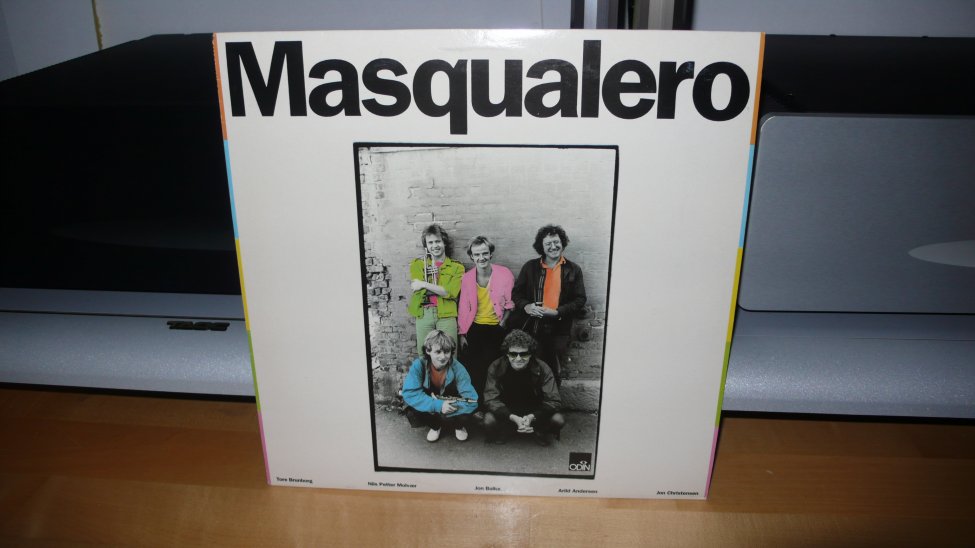 Masqualero
ODIN
Tore Brunborg
Nils Petter Molvær
Jon Balke
Arild Andersen
Jon Christensen